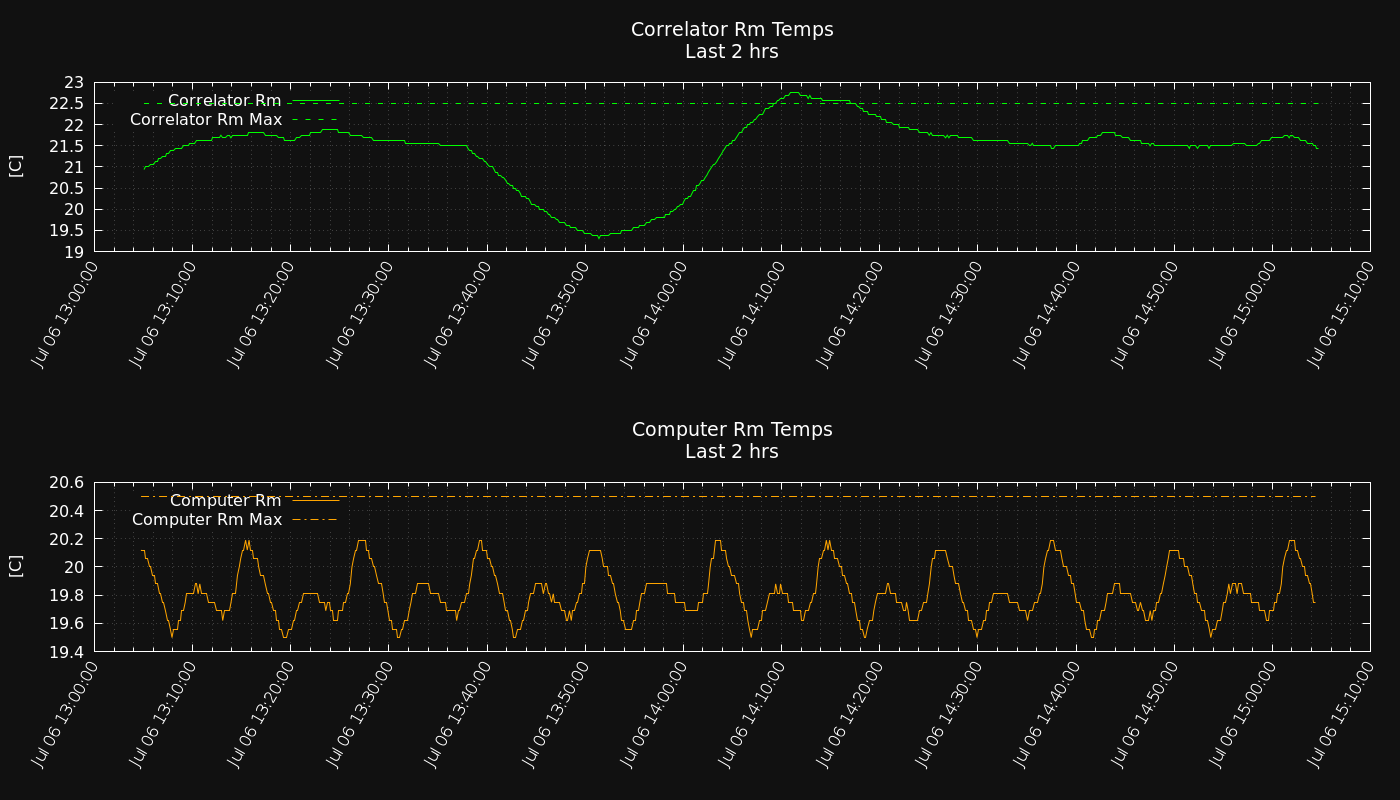 Correlator Rm Temps
Last 2 hrs
23
22.5
22
21.5
21
20.5
20
19.5
19
[C]
Correlator Rm
Correlator Rm Max
Jul 06 13:00:00
Jul 06 13:10:00
Jul 06 13:20:00
Jul 06 13:30:00
Jul 06 13:40:00
Jul 06 13:50:00
Jul 06 14:00:00
Jul 06 14:10:00
Jul 06 14:20:00
Jul 06 14:30:00
Jul 06 14:40:00
Jul 06 14:50:00
Jul 06 15:00:00
Jul 06 15:10:00
Computer Rm Temps
Last 2 hrs
20.6
20.4
20.2
20
19.8
19.6
19.4
[C]
Computer Rm
Computer Rm Max
Jul 06 13:00:00
Jul 06 13:10:00
Jul 06 13:20:00
Jul 06 13:30:00
Jul 06 13:40:00
Jul 06 13:50:00
Jul 06 14:00:00
Jul 06 14:10:00
Jul 06 14:20:00
Jul 06 14:30:00
Jul 06 14:40:00
Jul 06 14:50:00
Jul 06 15:00:00
Jul 06 15:10:00